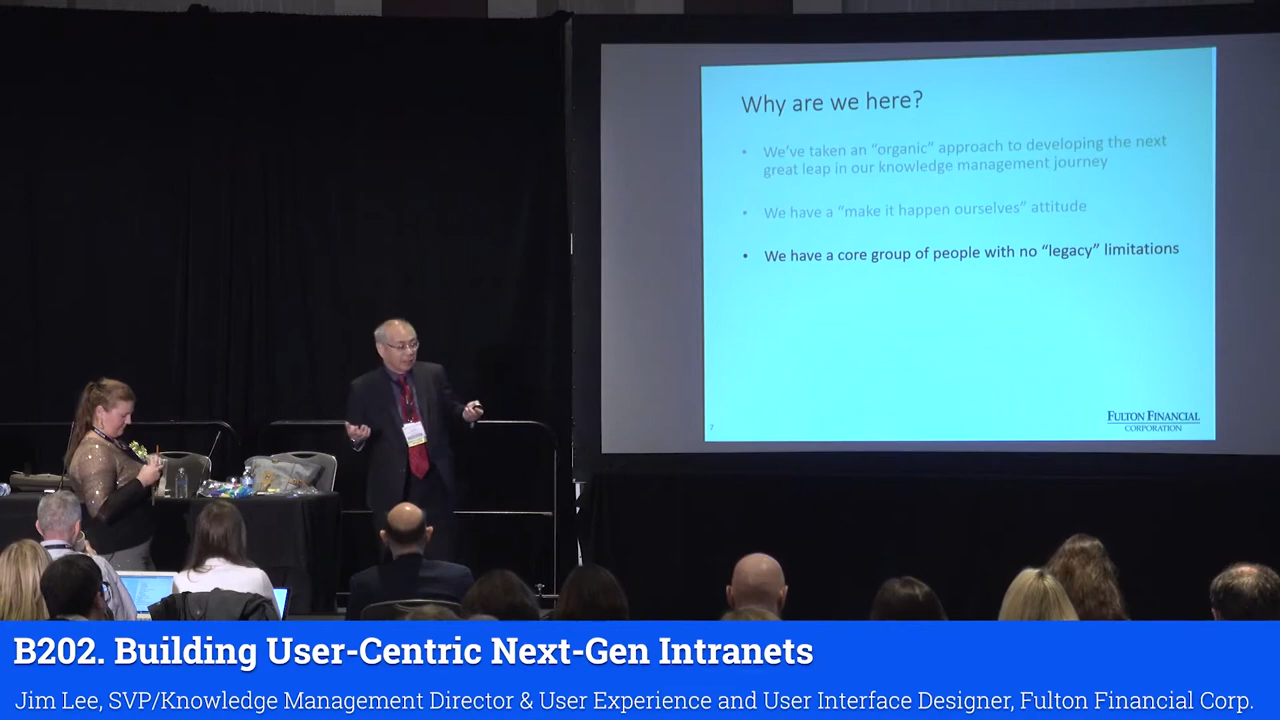 Why are we here?
• We've taken an “organic” approach to developing the next
great leap in our knowledge management journey
• We have a “make it happen ourselves” attitude
• We have a core group of people with no “legacy” limitations
7
FULTON FINANCIAL
CORPORATION
B202. Building User-Centric Next-Gen Intranets
Jim Lee, SVP/Knowledge Management Director & User Experience and User Interface Designer, Fulton Financial Corp.